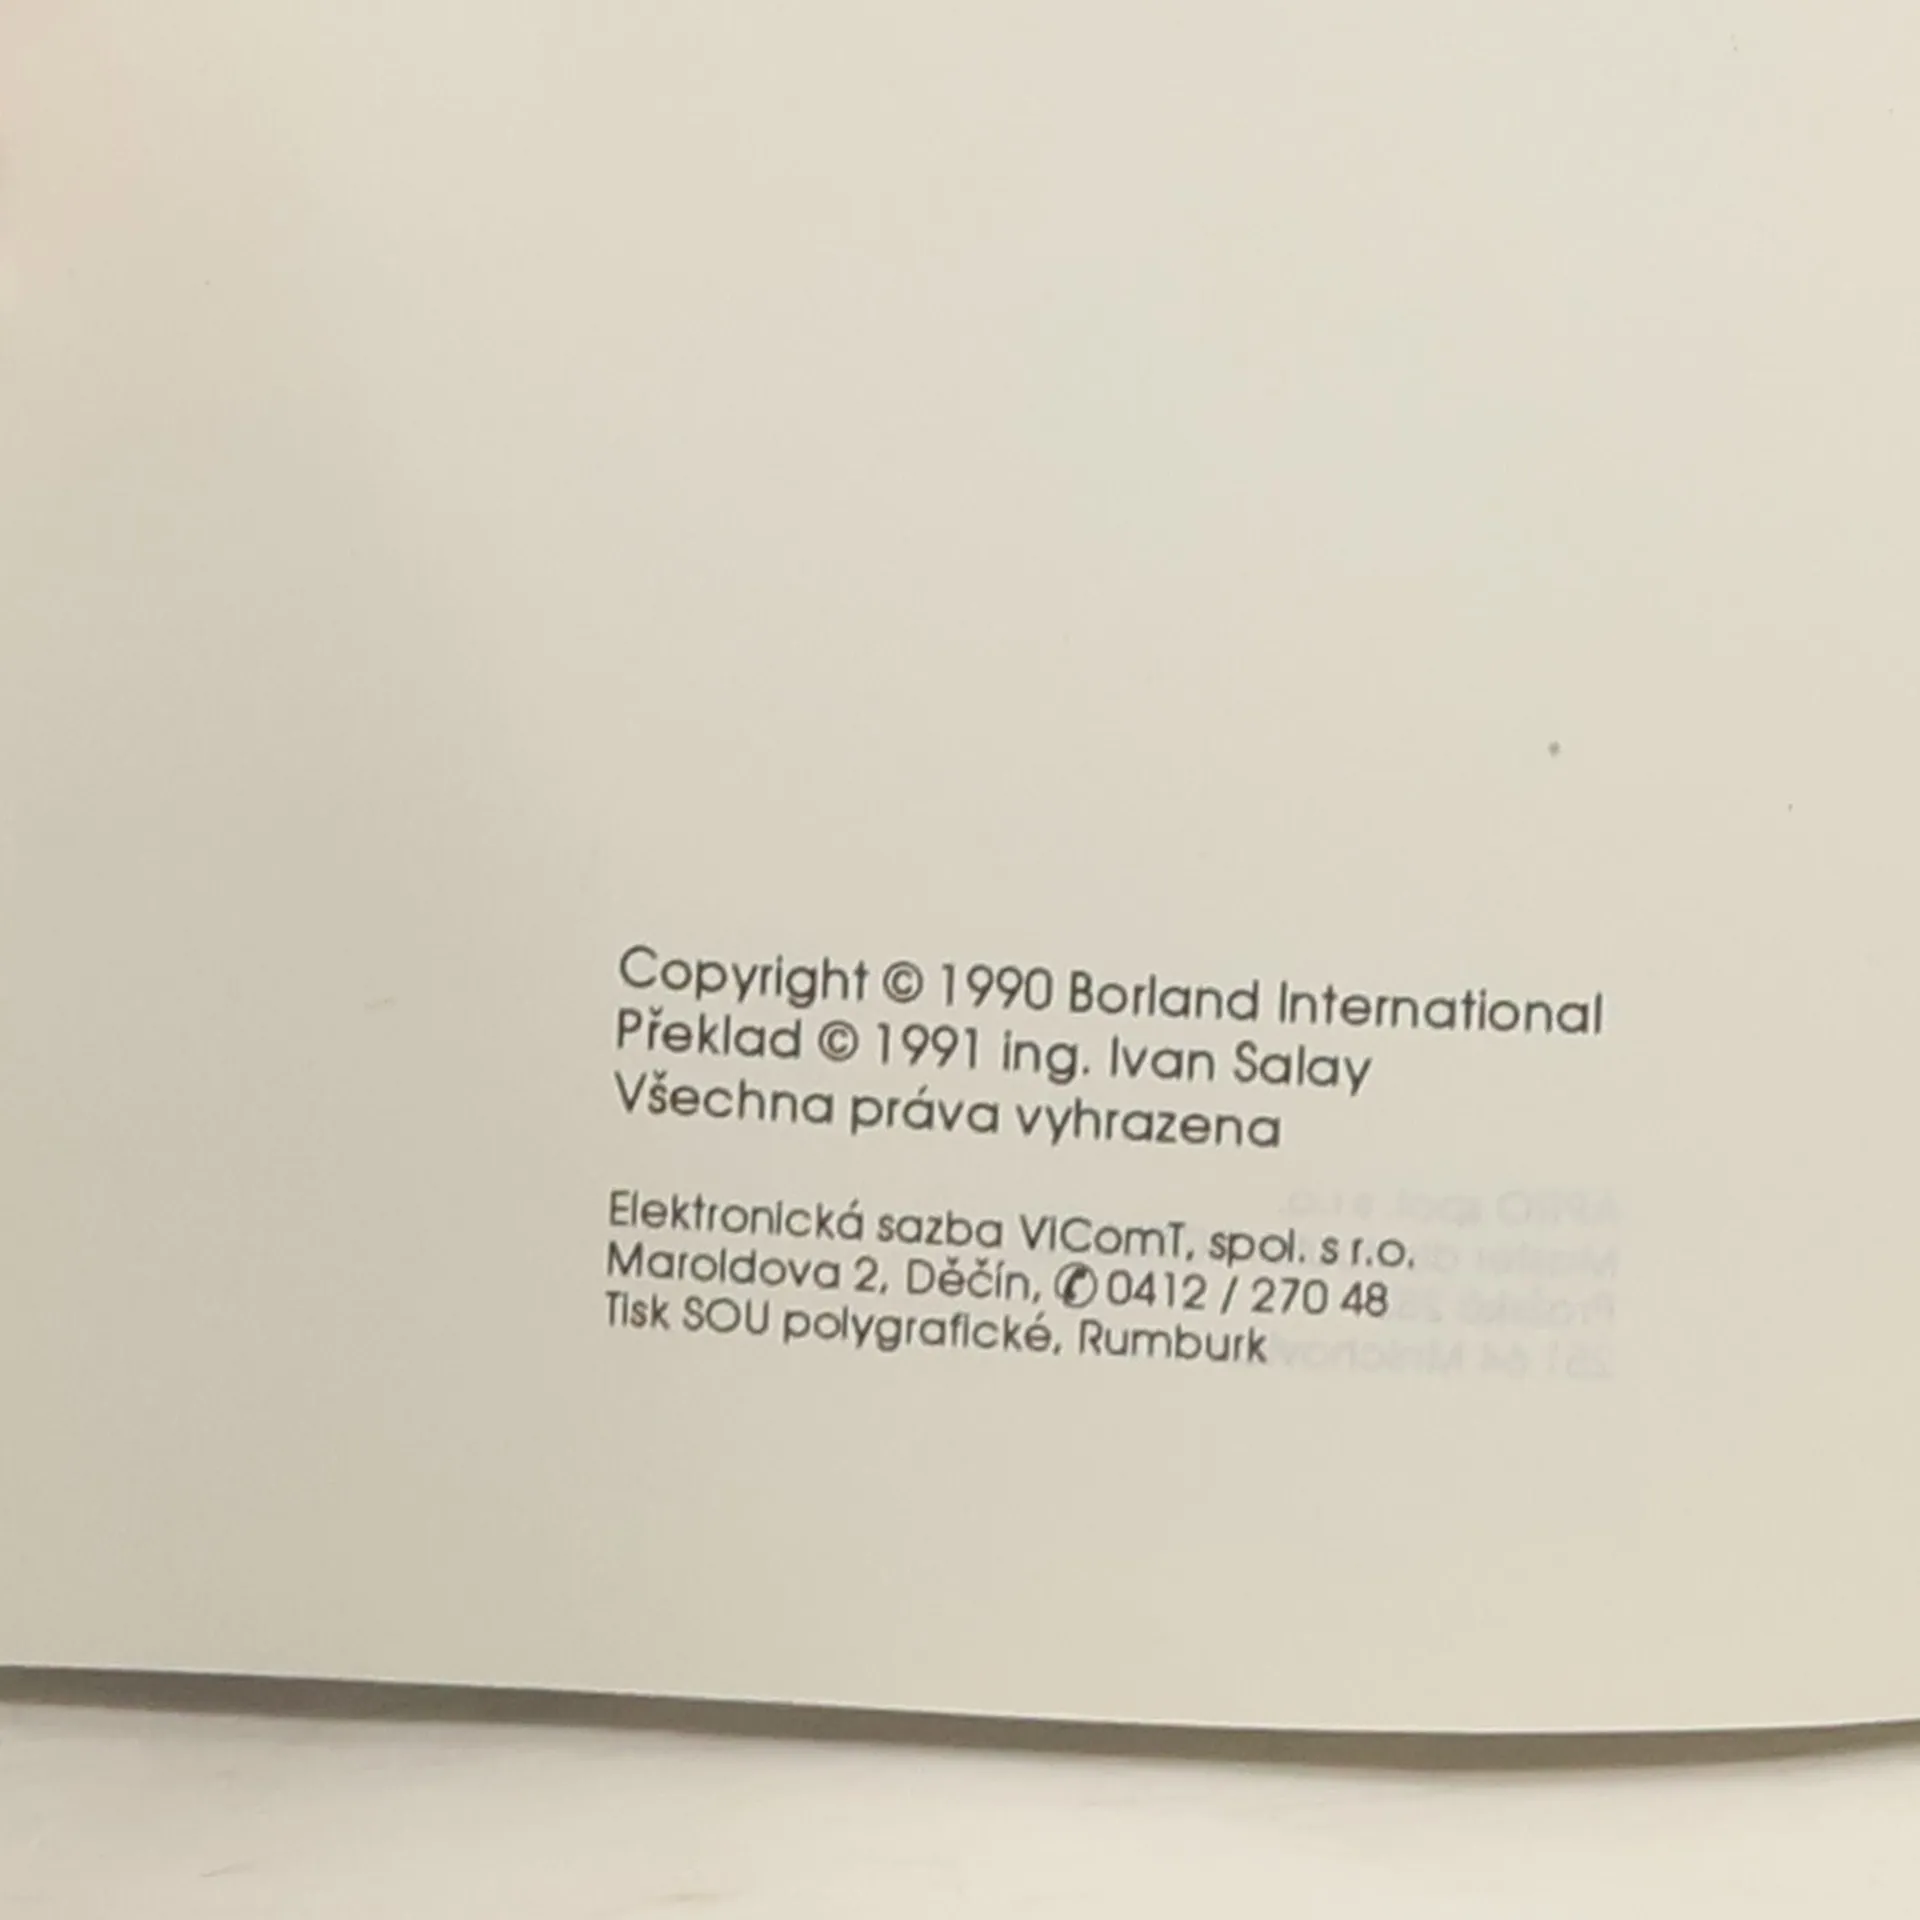 Copyright © 1990 Borland International
Překlad © 1991 ing. Ivan Salay
Všechna práva vyhrazena
Elektronická sazba VIComT, spol. s r.o.
Maroldova 2, Děčín, ✆ 0412 / 270 48
Tisk SOU polygrafické, Rumburk